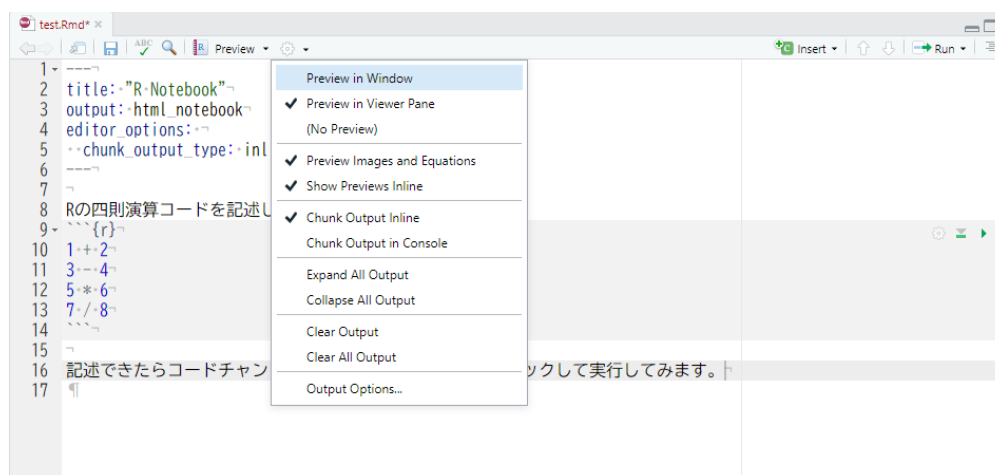 test.Rmd*
ABC Preview Insert Run
1 ---
2 title: "R Notebook"
3 output: html_notebook
4 editor_options:
5 chunk_output_type: inl
6 ---
7
8 Rの四則演算コードを記述し
9 ```{r}
10 1 + 2
11 3 - 4
12 5 * 6
13 7 / 8
14 ```
15
16 記述できたらコードチャン ックして実行してみます。
17
Preview in Window
Preview in Viewer Pane
(No Preview)
Preview Images and Equations
Show Previews Inline
Chunk Output Inline
Chunk Output in Console
Expand All Output
Collapse All Output
Clear Output
Clear All Output
Output Options...